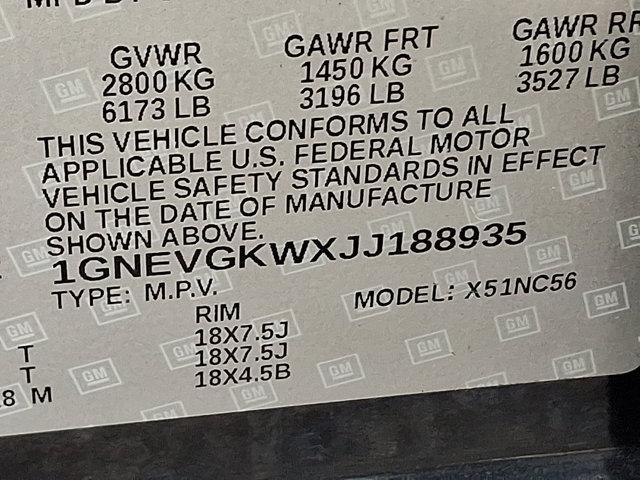 GVWR GAWR FRT GAWR RR
2800 KG 1450 KG 1600 KG
6173 LB 3196 LB 3527 LB
THIS VEHICLE CONFORMS TO ALL
APPLICABLE U.S. FEDERAL MOTOR
VEHICLE SAFETY STANDARDS IN EFFECT
ON THE DATE OF MANUFACTURE
SHOWN ABOVE.
1GNEVGKWXJJ188935
TYPE: M.P.V. MODEL: X51NC56
RIM
18X7.5J
T 18X7.5J
T 18X4.5B
8 M
GM